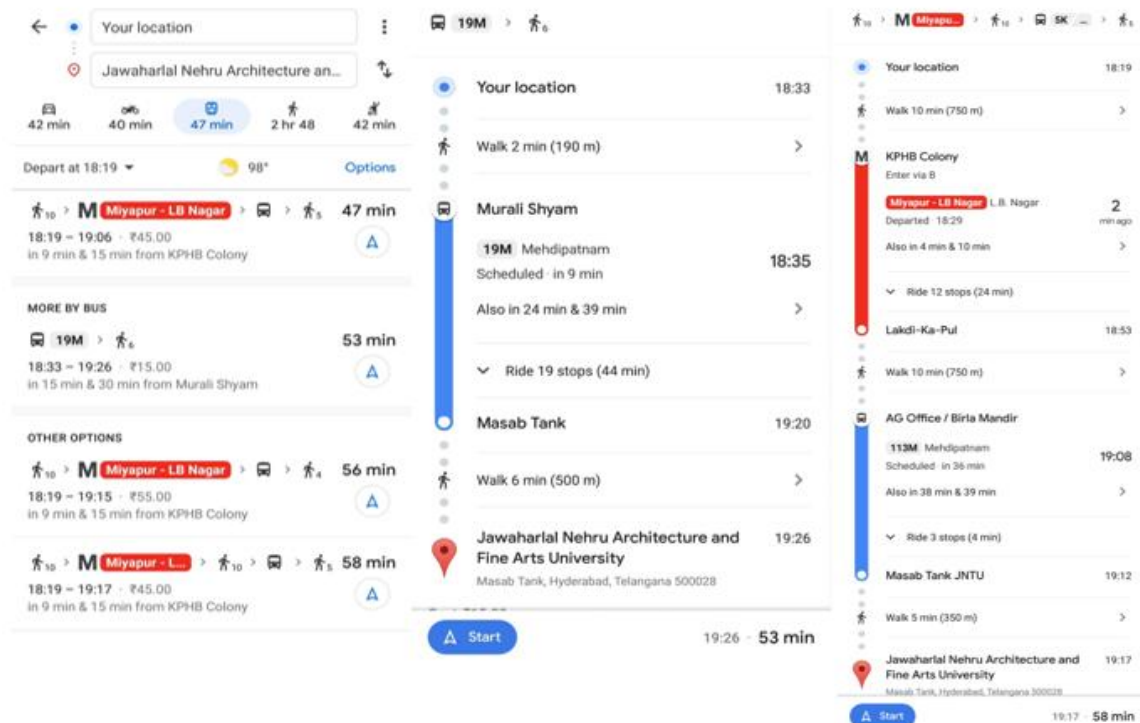 Your location
Jawaharlal Nehru Architecture an...
42 min 40 min 47 min 2 hr 48 42 min
Depart at 18:19 98° Options
10 > M Miyapur - LB Nagar > > 5 47 min
18:19 – 19:06 · ₹45.00
in 9 min & 15 min from KPHB Colony
MORE BY BUS
19M > 6 53 min
18:33 – 19:26 · ₹15.00
in 15 min & 30 min from Murali Shyam
OTHER OPTIONS
10 > M Miyapur - LB Nagar > > 4 56 min
18:19 – 19:15 · ₹55.00
in 9 min & 15 min from KPHB Colony
10 > M Miyapur - L... > 10 > > 5 58 min
18:19 – 19:17 · ₹45.00
in 9 min & 15 min from KPHB Colony
19M > 6
Your location 18:33
Walk 2 min (190 m) >
Murali Shyam
19M Mehdipatnam
Scheduled · in 9 min 18:35
Also in 24 min & 39 min >
Ride 19 stops (44 min)
Masab Tank 19:20
Walk 6 min (500 m) >
Jawaharlal Nehru Architecture and 19:26
Fine Arts University
Masab Tank, Hyderabad, Telangana 500028
Start 19:26 · 53 min
10 > M Miyapu... > 10 > 5K ... > 5
Your location 18:19
Walk 10 min (750 m) >
M KPHB Colony
Enter via B
Miyapur - LB Nagar L.B. Nagar 2
Departed · 18:29 min ago
Also in 4 min & 10 min >
Ride 12 stops (24 min)
Lakdi-Ka-Pul 18:53
Walk 10 min (750 m) >
AG Office / Birla Mandir
113M Mehdipatnam
Scheduled · in 36 min 19:08
Also in 38 min & 39 min >
Ride 3 stops (4 min)
Masab Tank JNTU 19:12
Walk 5 min (350 m) >
Jawaharlal Nehru Architecture and 19:17
Fine Arts University
Masab Tank, Hyderabad, Telangana 500028
Start 19:17 · 58 min